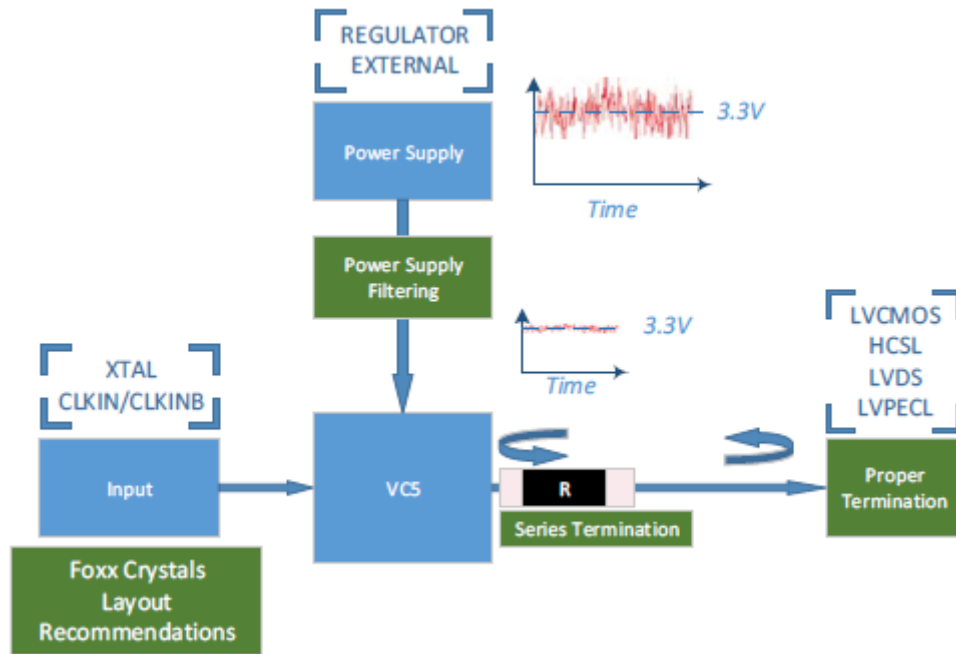 REGULATOR
EXTERNAL
Power Supply
3.3V
Time
Power Supply
Filtering
3.3V
Time
XTAL
CLKIN/CLKINB
LVCMOS
HCSL
LVDS
LVPECL
Input
VC5
R
Series Termination
Proper
Termination
Foxx Crystals
Layout
Recommendations